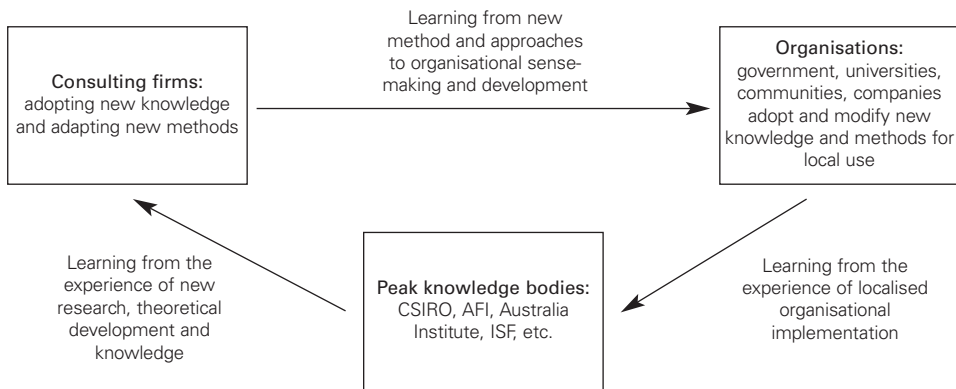 Consulting firms:
adopting new knowledge
and adapting new methods
Learning from new
method and approaches
to organisational sense-
making and development
Organisations:
government, universities,
communities, companies
adopt and modify new
knowledge and methods for
local use
Learning from the
experience of localised
organisational
implementation
Peak knowledge bodies:
CSIRO, AFI, Australia
Institute, ISF, etc.
Learning from the
experience of new
research, theoretical
development and
knowledge